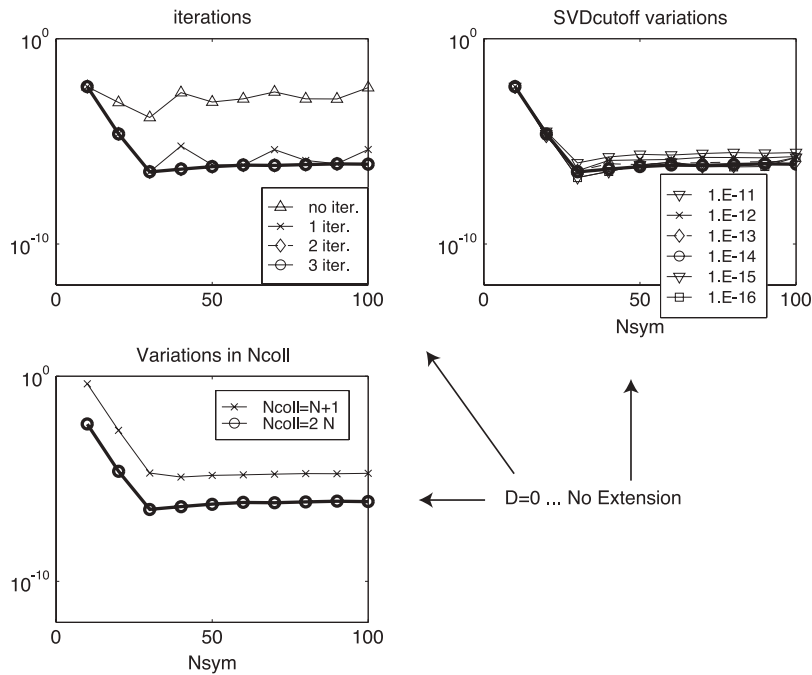 iterations
10^0
10^-10
0
50
100
no iter.
1 iter.
2 iter.
3 iter.
SVDcutoff variations
10^0
10^-10
0
50
100
Nsym
1.E-11
1.E-12
1.E-13
1.E-14
1.E-15
1.E-16
Variations in Ncoll
10^0
10^-10
0
50
100
Nsym
Ncoll=N+1
Ncoll=2 N
D=0 ... No Extension